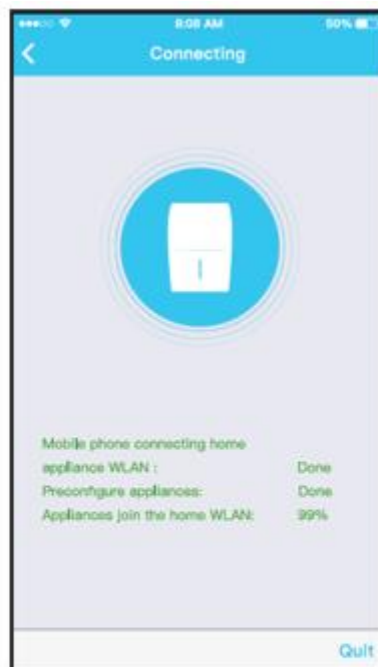 9:08 AM 50%
Connecting
Mobile phone connecting home
appliance WLAN : Done
Preconfigure appliances: Done
Appliances join the home WLAN: 99%
Quit